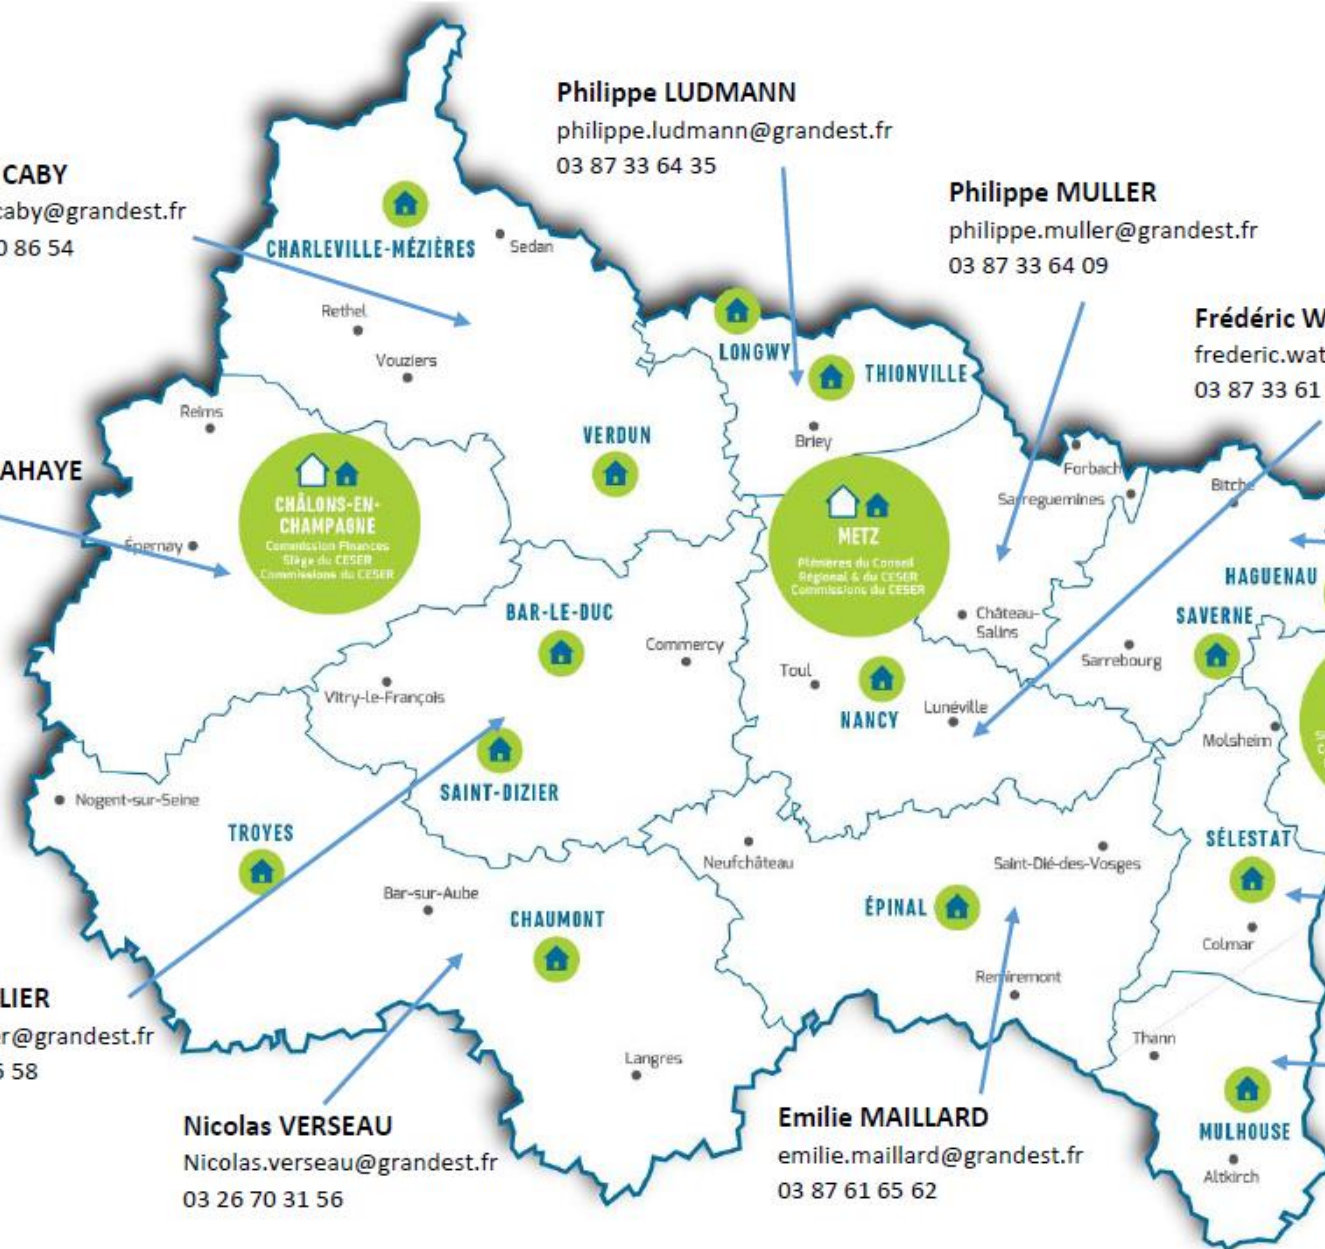 Philippe LUDMANN
philippe.ludmann@grandest.fr
03 87 33 64 35
CABY
caby@grandest.fr
0 86 54
Philippe MULLER
philippe.muller@grandest.fr
03 87 33 64 09
Frédéric W
frederic.wat
03 87 33 61
CHARLEVILLE-MÉZIÈRES
Sedan
Rethel
Vouziers
LONGWY
THIONVILLE
Briey
Reims
VERDUN
AHAYE
CHÂLONS-EN-
CHAMPAGNE
Commission Finances
Siège du CESER
Commissions du CESER
Épernay
METZ
Plénières du Conseil
Régional & du CESER
Commissions du CESER
Forbach
Sarreguemines
Bitche
HAGUENAU
SAVERNE
BAR-LE-DUC
Commercy
Château-
Salins
Sarrebourg
Toul
NANCY
Lunéville
Vitry-le-François
Molsheim
SAINT-DIZIER
Nogent-sur-Seine
TROYES
Neufchâteau
Saint-Dié-des-Vosges
SÉLESTAT
Bar-sur-Aube
CHAUMONT
ÉPINAL
Colmar
Remiremont
LIER
er@grandest.fr
5 58
Langres
Thann
MULHOUSE
Altkirch
Nicolas VERSEAU
Nicolas.verseau@grandest.fr
03 26 70 31 56
Emilie MAILLARD
emilie.maillard@grandest.fr
03 87 61 65 62